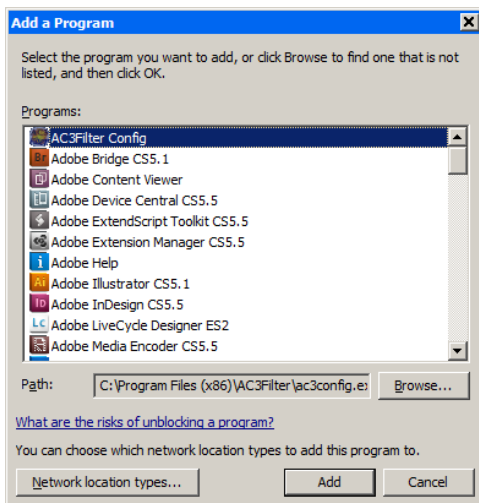 Add a Program
Select the program you want to add, or click Browse to find one that is not
listed, and then click OK.
Programs:
AC3Filter Config
Br Adobe Bridge CS5.1
Adobe Content Viewer
Adobe Device Central CS5.5
Adobe ExtendScript Toolkit CS5.5
Adobe Extension Manager CS5.5
i Adobe Help
Ai Adobe Illustrator CS5.1
ID Adobe InDesign CS5.5
LC Adobe LiveCycle Designer ES2
Adobe Media Encoder CS5.5
Path: C:\Program Files (x86)\AC3Filter\ac3config.ex Browse...
What are the risks of unblocking a program?
You can choose which network location types to add this program to.
Network location types... Add Cancel